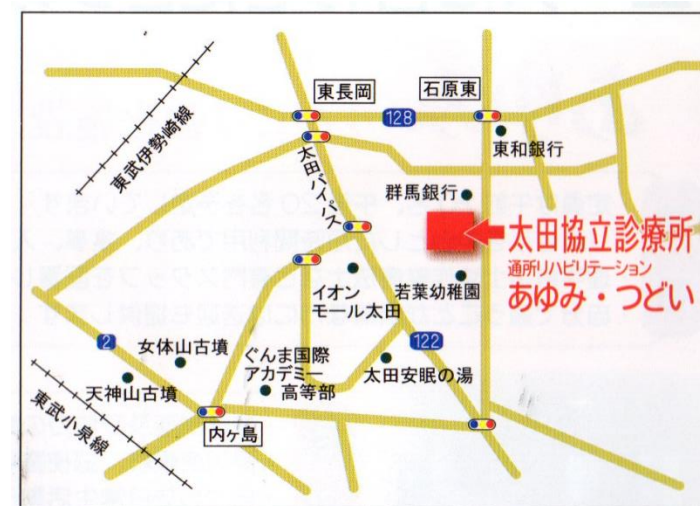 東長岡
石原東
128
東和銀行
東武伊勢崎線
太田バイパス
群馬銀行
太田協立診療所
通所リハビリテーション
あゆみ・つどい
イオン
モール太田
若葉幼稚園
2
122
女体山古墳
ぐんま国際
アカデミー
高等部
太田安眠の湯
天神山古墳
東武小泉線
内ヶ島